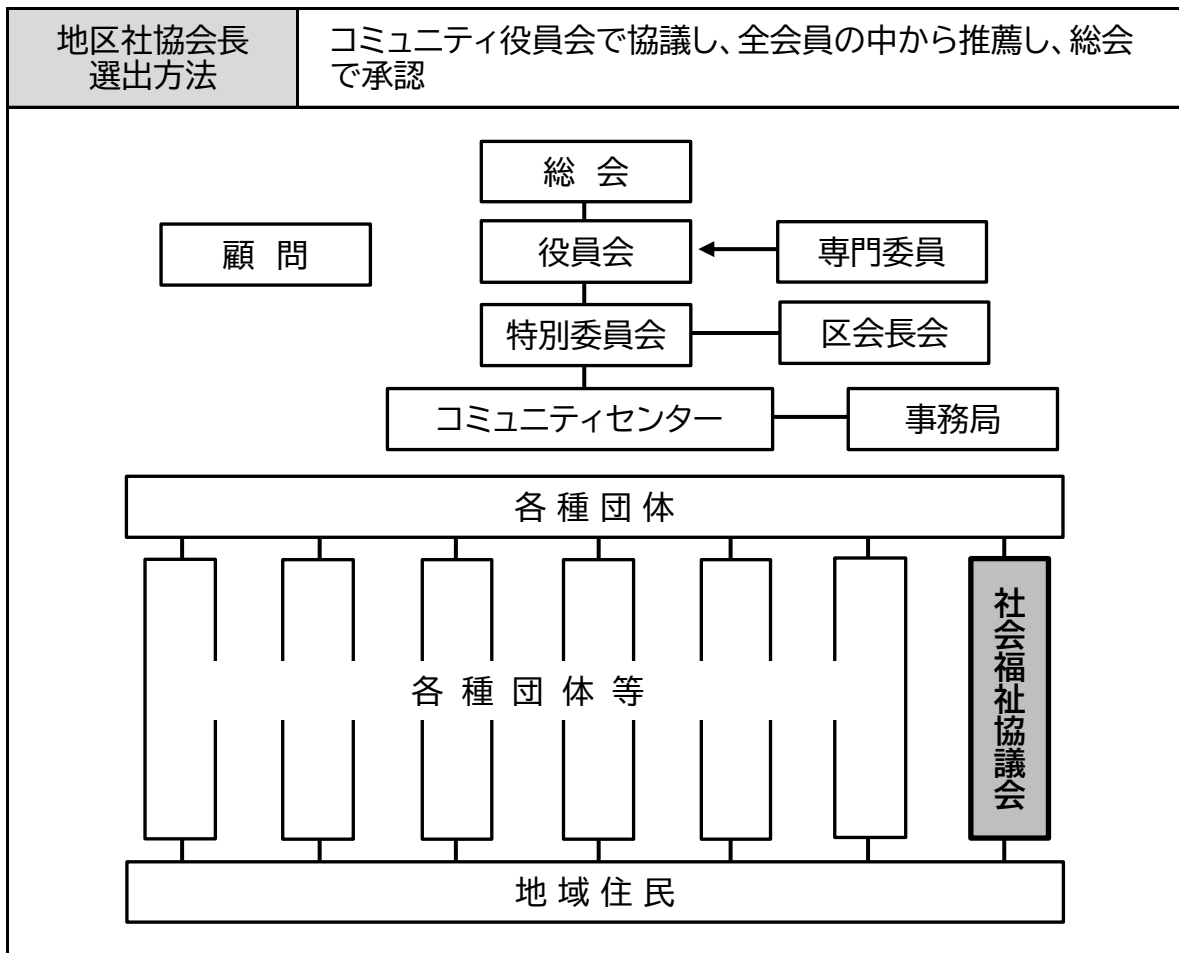 地区社協会長
選出方法
コミュニティ役員会で協議し、全会員の中から推薦し、総会
で承認
総 会
顧 問
役員会
専門委員
特別委員会
区会長会
コミュニティセンター
事務局
各 種 団 体
各 種 団 体 等
社会福祉協議会
地 域 住 民